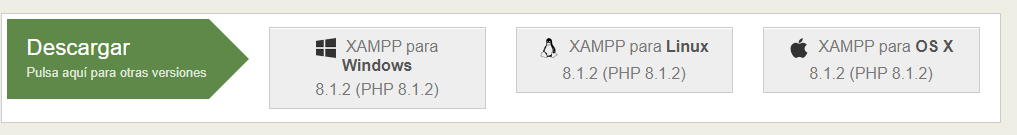 Descargar
Pulsa aquí para otras versiones
XAMPP para
Windows
8.1.2 (PHP 8.1.2)
XAMPP para Linux
8.1.2 (PHP 8.1.2)
XAMPP para OS X
8.1.2 (PHP 8.1.2)